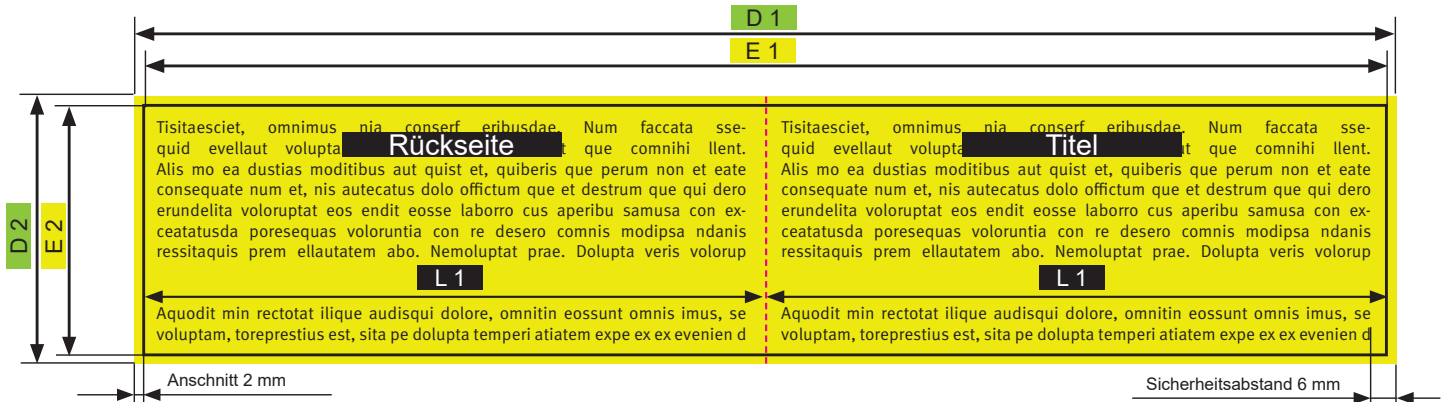 D 1
E 1
D 2
E 2
Tisitaesciet, omnimus nia conserf eribusdae. Num faccata sse-
quid evellaut volupta Rückseite t que comnihi llent.
Alis mo ea dustias moditibus aut quist et, quiberis que perum non et eate
consequate num et, nis autecatus dolo offictum que et destrum que qui dero
erundelita voloruptat eos endit eosse laborro cus aperibu samusa con ex-
ceatatusda poresequas voloruntia con re desero comnis modipsa ndanis
ressitaquis prem ellautatem abo. Nemoluptat prae. Dolupta veris volorup
L 1
Aquodit min rectotat ilique audisqui dolore, omnitin eossunt omnis imus, se
voluptam, toreprestius est, sita pe dolupta temperi atiatem expe ex ex evenien d
Tisitaesciet, omnimus nia conserf eribusdae. Num faccata sse-
quid evellaut volupta Titel ut que comnihi llent.
Alis mo ea dustias moditibus aut quist et, quiberis que perum non et eate
consequate num et, nis autecatus dolo offictum que et destrum que qui dero
erundelita voloruptat eos endit eosse laborro cus aperibu samusa con ex-
ceatatusda poresequas voloruntia con re desero comnis modipsa ndanis
ressitaquis prem ellautatem abo. Nemoluptat prae. Dolupta veris volorup
L 1
Aquodit min rectotat ilique audisqui dolore, omnitin eossunt omnis imus, se
voluptam, toreprestius est, sita pe dolupta temperi atiatem expe ex ex evenien d
Anschnitt 2 mm
Sicherheitsabstand 6 mm